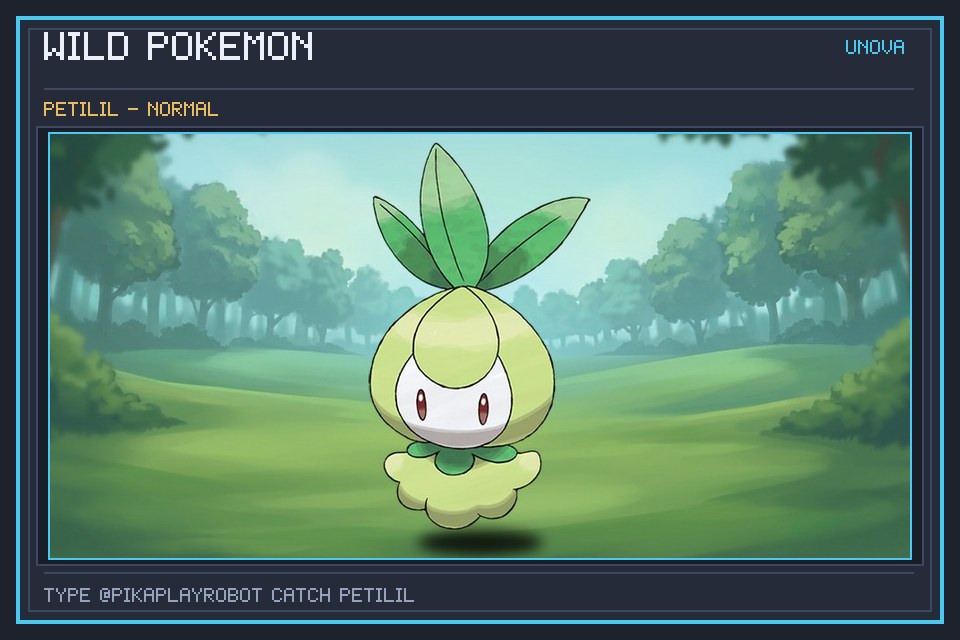 WILD POKEMON
UNOVA
PETILIL - NORMAL
TYPE @PIKAPLAYROBOT CATCH PETILIL